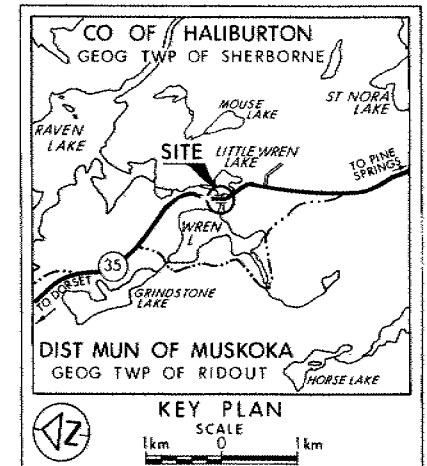 CO OF HALIBURTON
GEOG TWP OF SHERBORNE
MOUSE
LAKE
ST NORA
LAKE
RAVEN
LAKE
SITE
LITTLE WREN
LAKE
TO PINE
SPRINGS
WREN
L
35
TO DORSET
GRINDSTONE
LAKE
DIST MUN OF MUSKOKA
GEOG TWP OF RIDOUT
HORSE LAKE
Z
KEY PLAN
SCALE
1km 0 1km